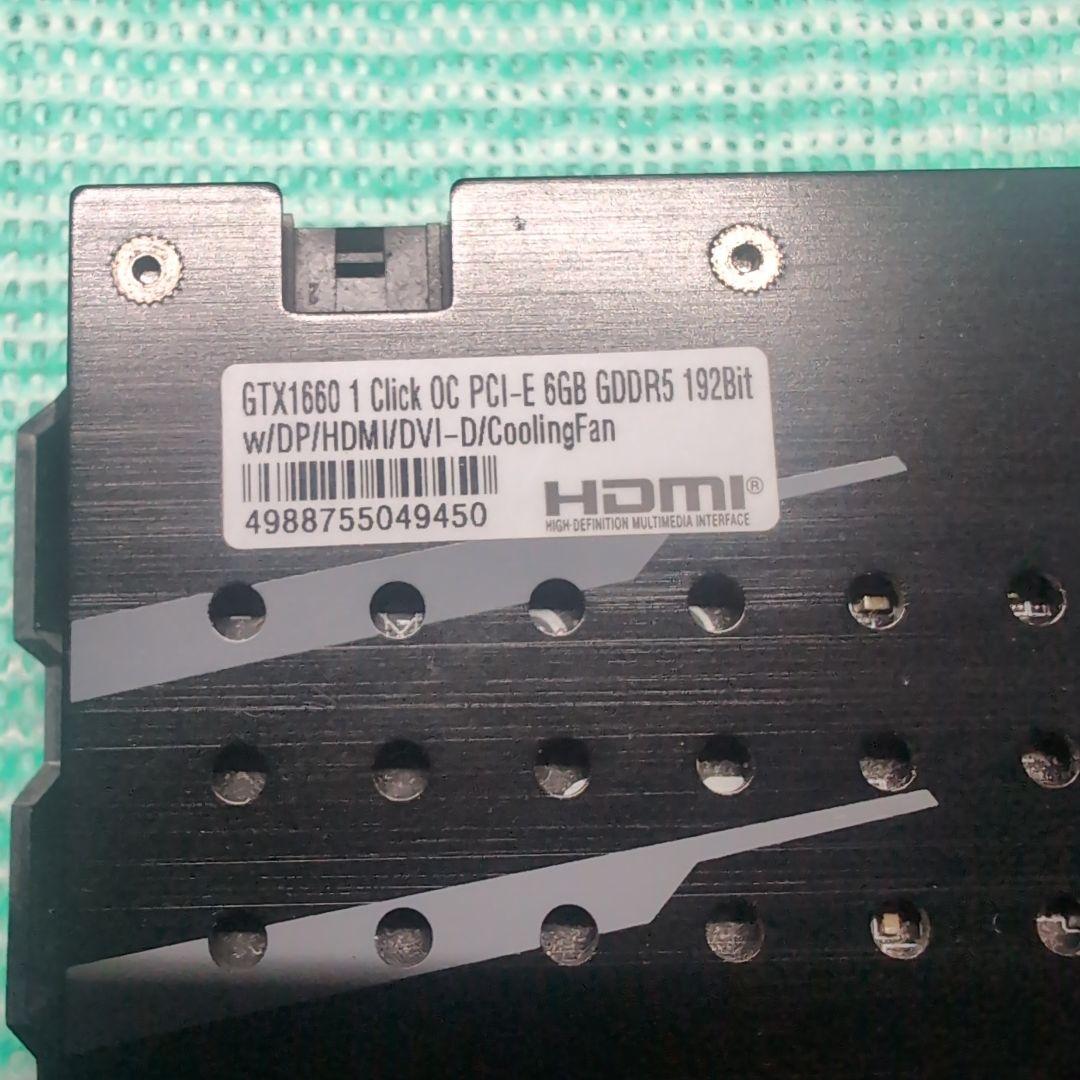 GTX1660 1 Click OC PCI-E 6GB GDDR5 192Bit
w/DP/HDMI/DVI-D/CoolingFan
4988755049450
HDMI®
HIGH-DEFINITION MULTIMEDIA INTERFACE